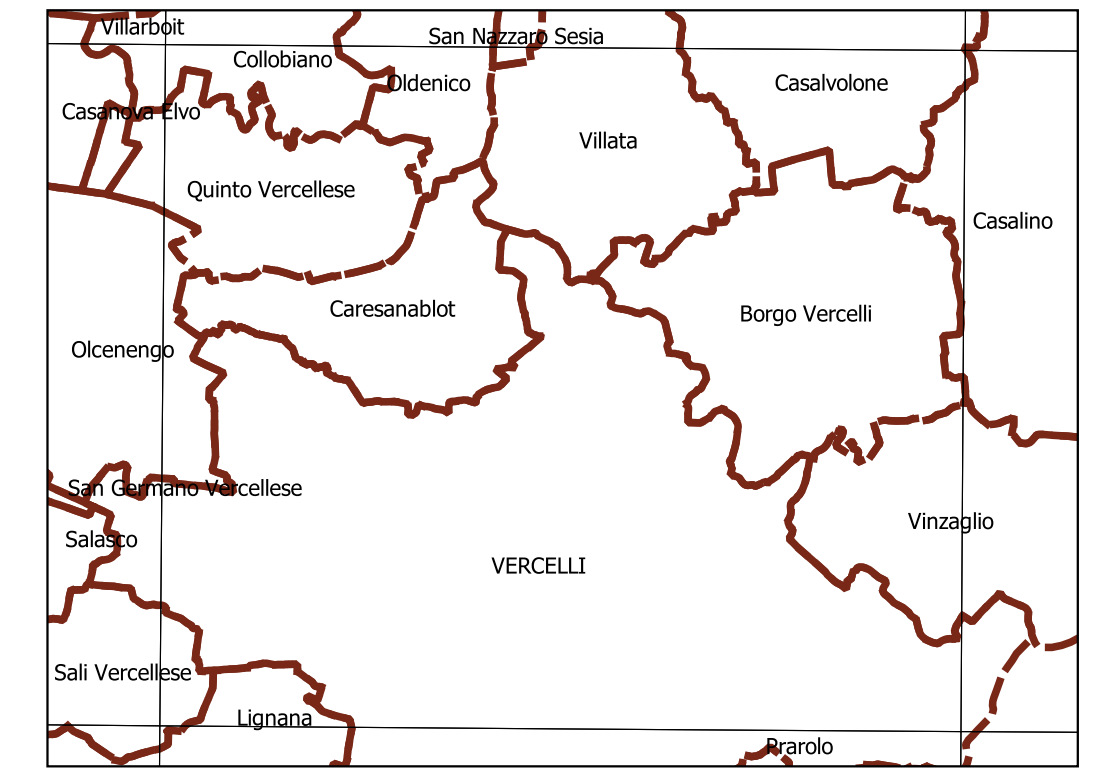 Villarboit
San Nazzaro Sesia
Collobiano
Oldenico
Casalvolone
Casanova Elvo
Villata
Quinto Vercellese
Casalino
Caresanablot
Borgo Vercelli
Olcenengo
San Germano Vercellese
Vinzaglio
Salasco
VERCELLI
Sali Vercellese
Lignana
Prarolo